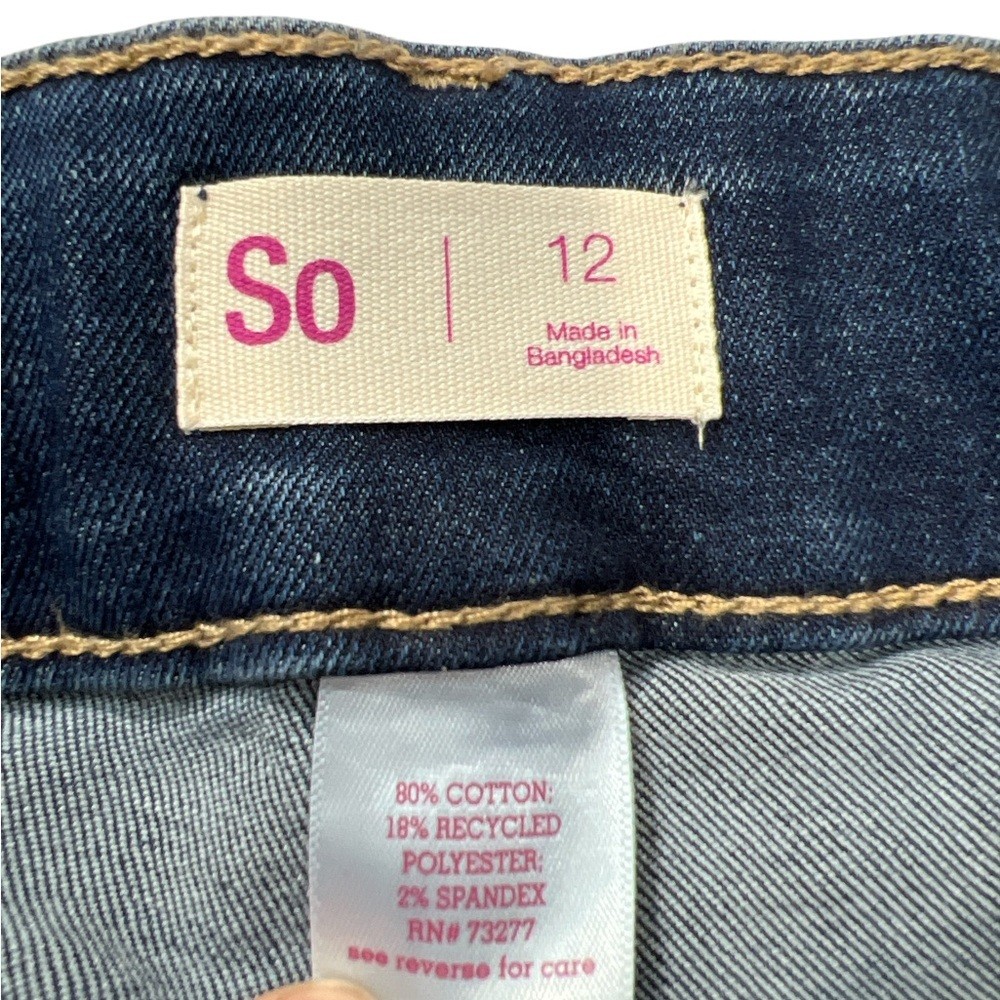 So
12
Made in
Bangladesh
80% COTTON;
18% RECYCLED
POLYESTER;
2% SPANDEX
RN# 73277
see reverse for care